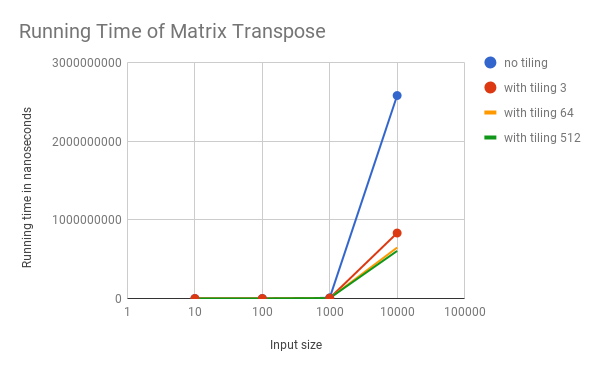 Running Time of Matrix Transpose
no tiling
with tiling 3
with tiling 64
with tiling 512
Running time in nanoseconds
3000000000
2000000000
1000000000
0
1
10
100
1000
10000
100000
Input size